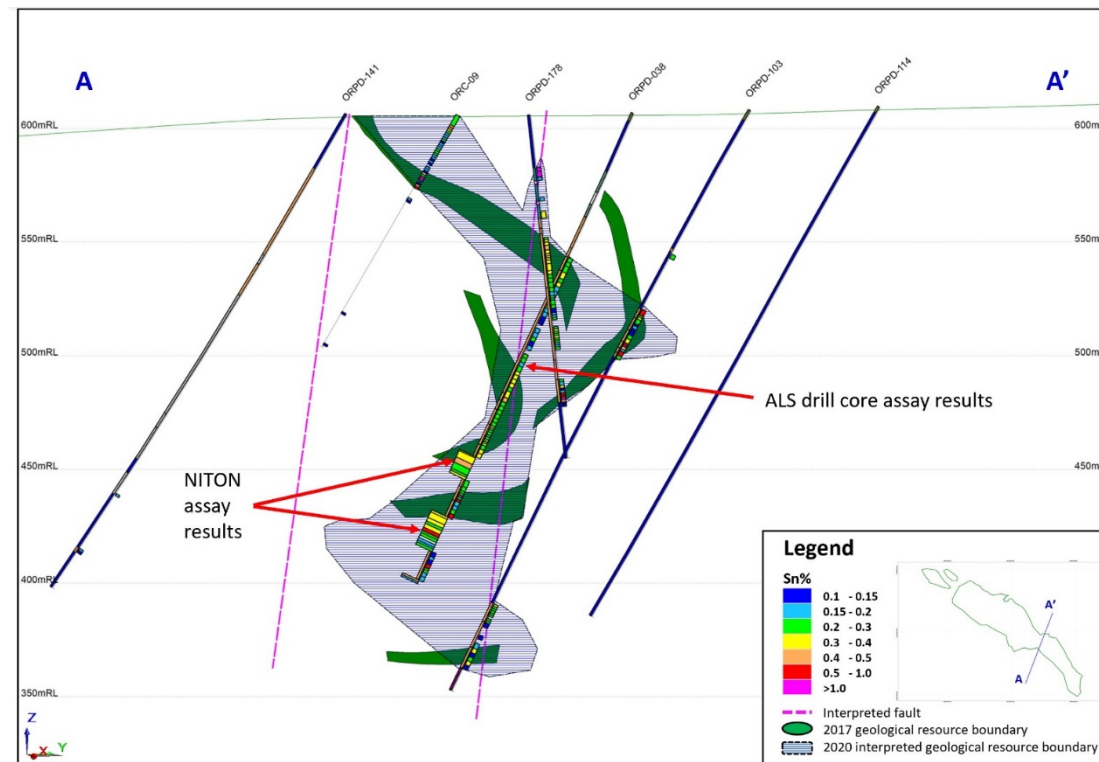 A
A'
ORPD-141
ORC-09
ORPD-178
ORPD-038
ORPD-103
ORPD-114
600mRL
600mRL
550mRL
550mRL
500mRL
500mRL
ALS drill core assay results
450mRL
450mRL
NITON
assay
results
400mRL
350mRL
Legend
Sn%
0.1 - 0.15
0.15 - 0.2
0.2 - 0.3
0.3 - 0.4
0.4 - 0.5
0.5 - 1.0
>1.0
Interpreted fault
2017 geological resource boundary
2020 interpreted geological resource boundary
A'
A
Z
X
Y